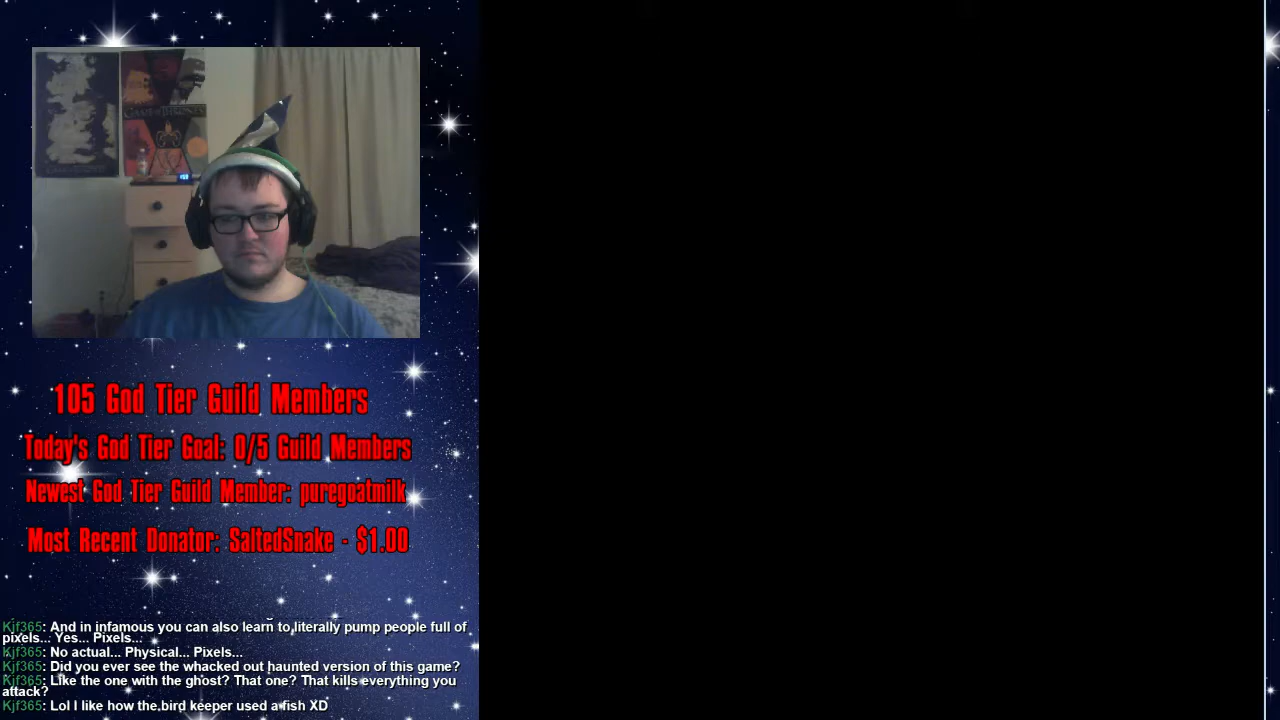 GAME OF THRONES
105 God Tier Guild Members
Today's God Tier Goal: 0/5 Guild Members
Newest God Tier Guild Member: puregoatmilk
Most Recent Donator: SaltedSnake - $1.00
Kjf365: And in infamous you can also learn to literally pump people full of
pixels... Yes... Pixels...
Kjf365: No actual... Physical... Pixels...
Kjf365: Did you ever see the whacked out haunted version of this game?
Kjf365: Like the one with the ghost? That one? That kills everything you
attack?
Kjf365: Lol I like how the bird keeper used a fish XD